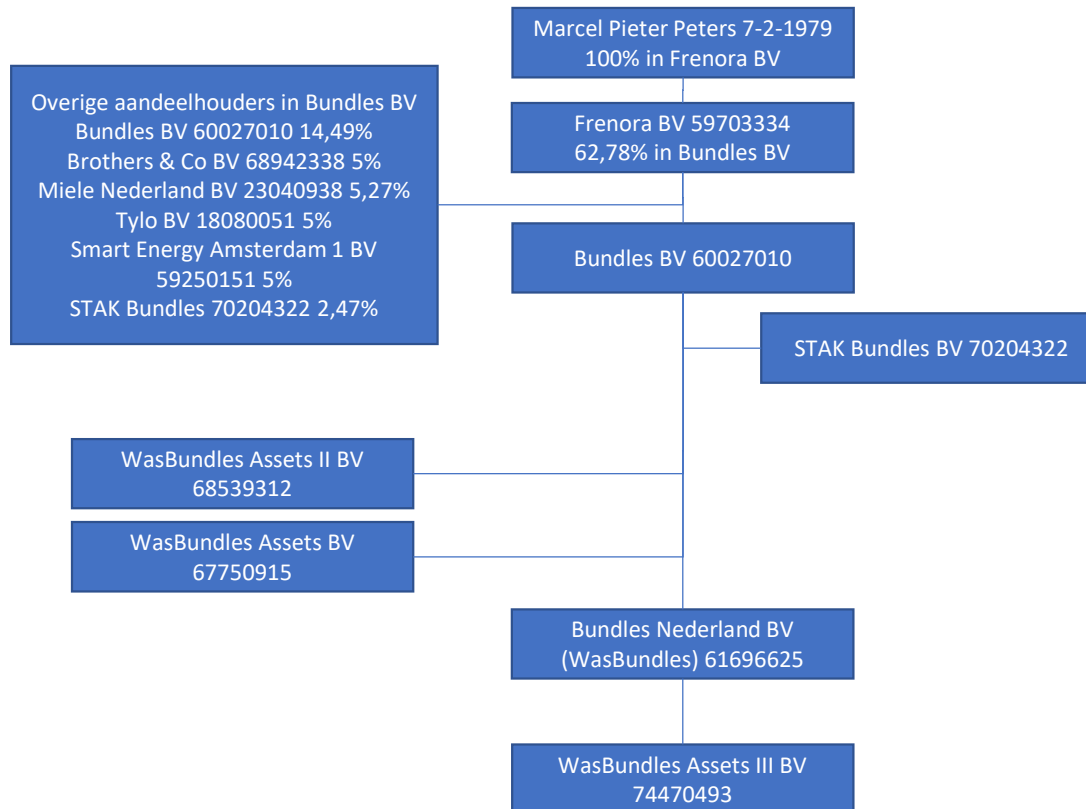 Marcel Pieter Peters 7-2-1979
100% in Frenora BV
Overige aandeelhouders in Bundles BV
Bundles BV 60027010 14,49%
Brothers & Co BV 68942338 5%
Miele Nederland BV 23040938 5,27%
Tylo BV 18080051 5%
Smart Energy Amsterdam 1 BV
59250151 5%
STAK Bundles 70204322 2,47%
Frenora BV 59703334
62,78% in Bundles BV
Bundles BV 60027010
STAK Bundles BV 70204322
WasBundles Assets II BV
68539312
WasBundles Assets BV
67750915
Bundles Nederland BV
(WasBundles) 61696625
WasBundles Assets III BV
74470493